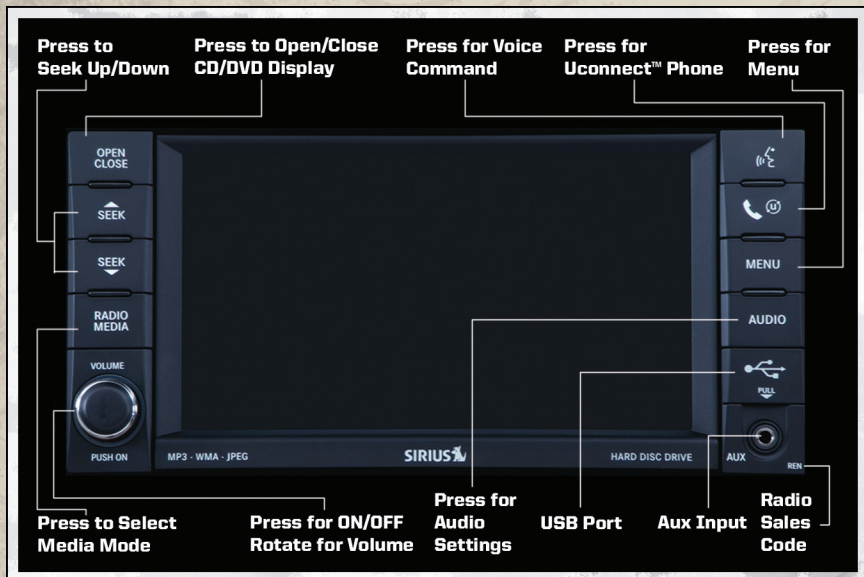 Press to
Seek Up/Down
Press to Open/Close
CD/DVD Display
Press for Voice
Command
Press for
Uconnect™ Phone
Press for
Menu
OPEN
CLOSE
SEEK
SEEK
RADIO
MEDIA
VOLUME
PUSH ON
MP3 - WMA - JPEG
SIRIUS
HARD DISC DRIVE
U
MENU
AUDIO
PULL
AUX
REN
Press to Select
Media Mode
Press for ON/OFF
Rotate for Volume
Press for
Audio
Settings
USB Port
Aux Input
Radio
Sales
Code